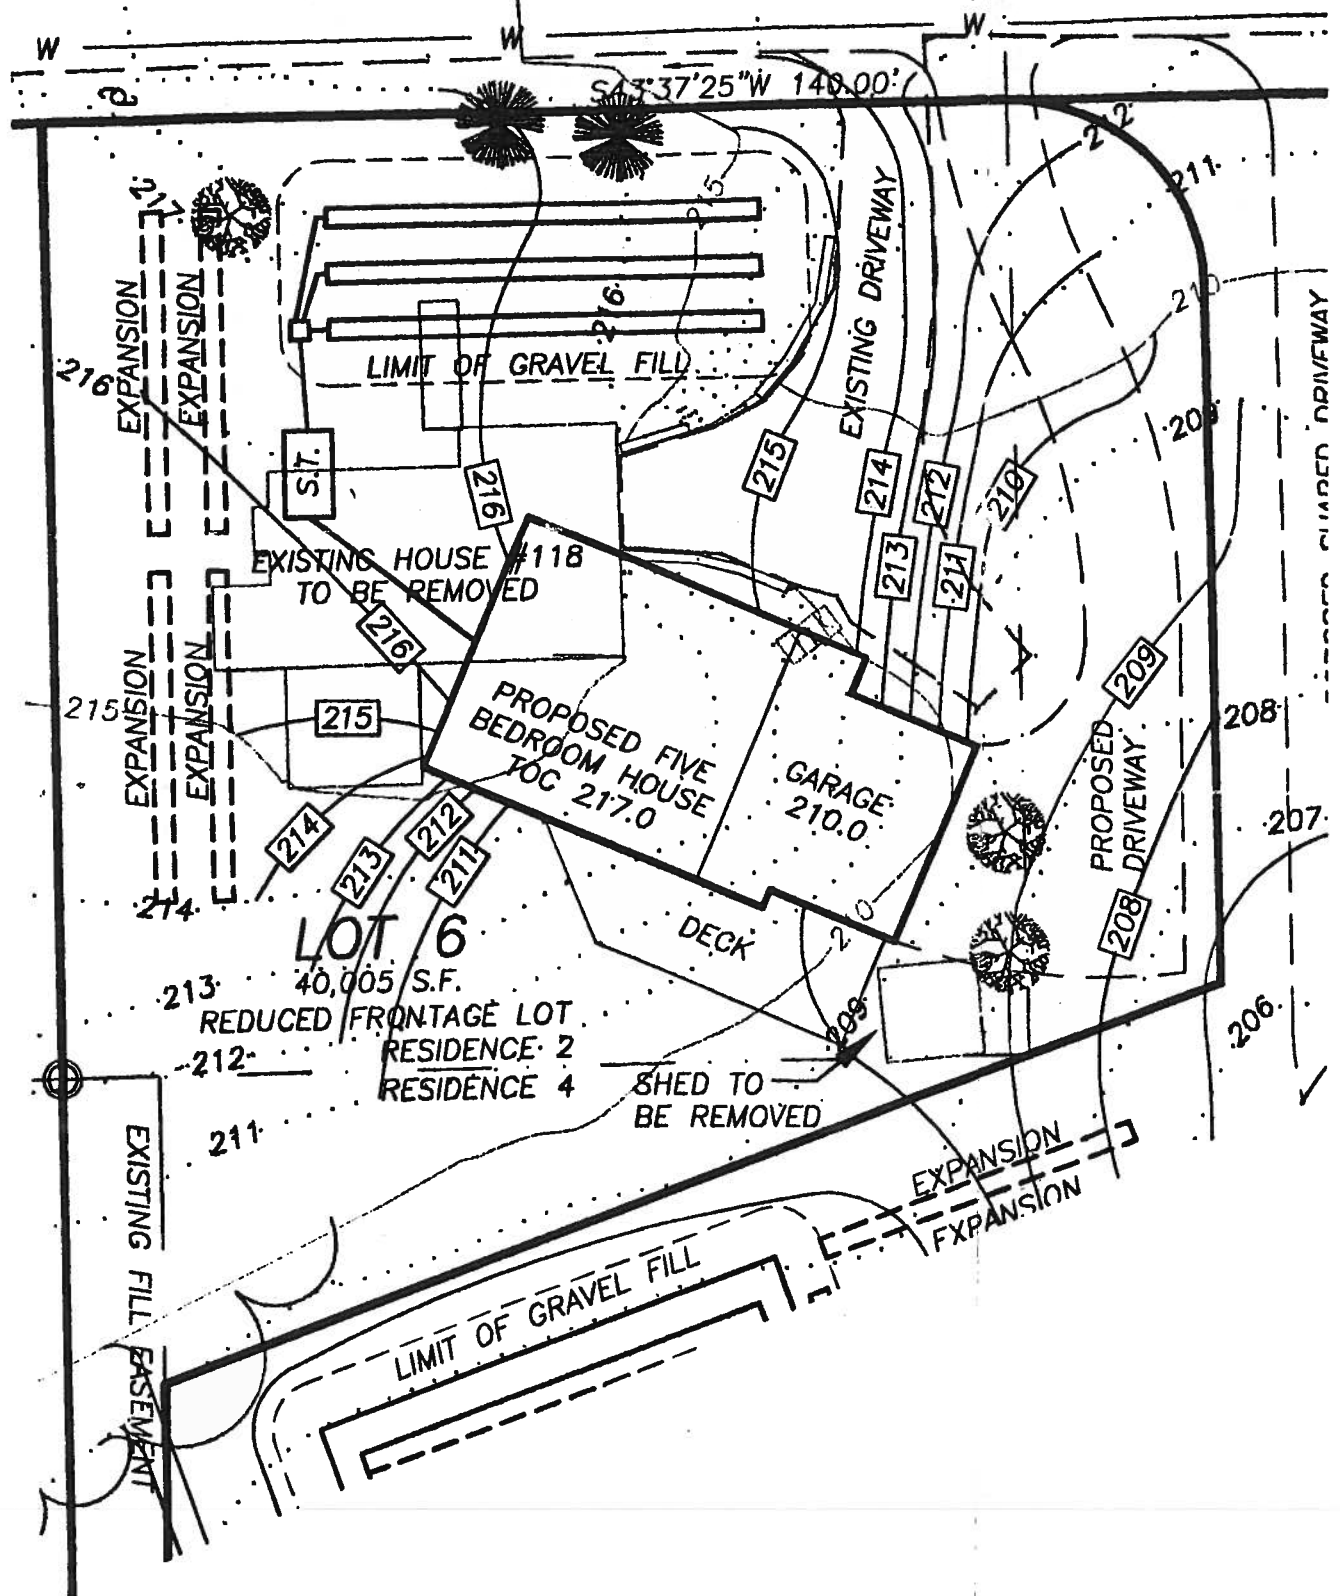 W
W
W
S43°37'25"W 140.00'
212
211
217
215
EXISTING DRIVEWAY
210
EXPANSION
EXPANSION
216
LIMIT OF GRAVEL FILL
216
209
S.T.
216
215
214
212
210
213
211
EXISTING HOUSE #118
TO BE REMOVED
216
209
EXPANSION
EXPANSION
215
215
208
PROPOSED FIVE
BEDROOM HOUSE
TOC 217.0
GARAGE
210.0
PROPOSED
DRIVEWAY
SHARED DRIVEWAY
207
214
213
212
211
214
208
LOT 6
40,005 S.F.
REDUCED FRONTAGE LOT
RESIDENCE 2
RESIDENCE 4
DECK
213
212
211
209
206
SHED TO
BE REMOVED
EXISTING FILL EASEMENT
EXPANSION
EXPANSION
LIMIT OF GRAVEL FILL